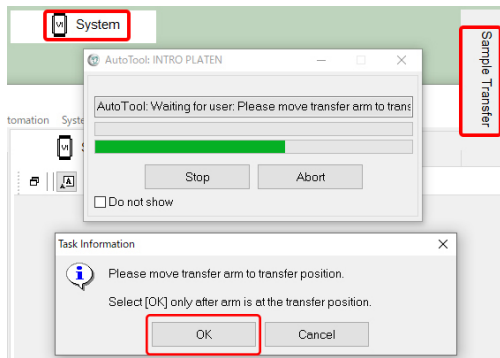 VI System
AutoTool: INTRO PLATEN
Sample Transfer
AutoTool: Waiting for user: Please move transfer arm to trans
tomation Syste
VI
Stop Abort
A
Do not show
Task Information
Please move transfer arm to transfer position.
Select [OK] only after arm is at the transfer position.
OK Cancel